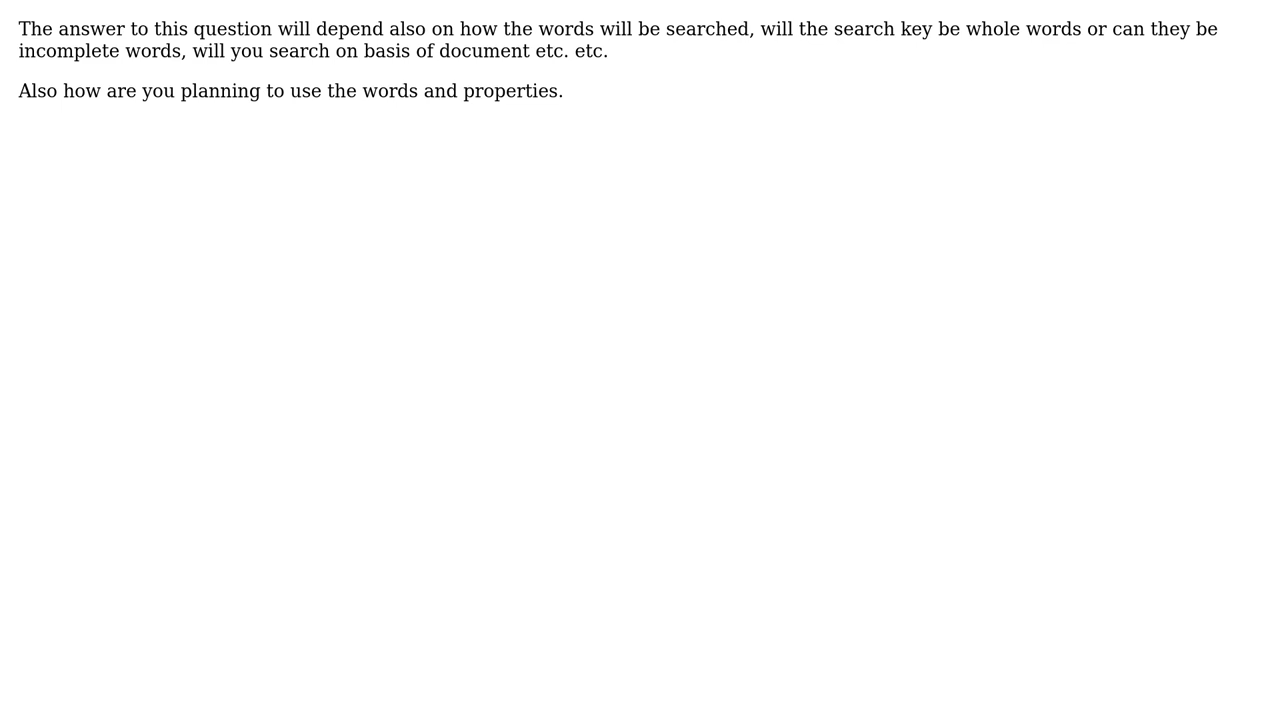 The answer to this question will depend also on how the words will be searched, will the search key be whole words or can they be
incomplete words, will you search on basis of document etc. etc.
Also how are you planning to use the words and properties.